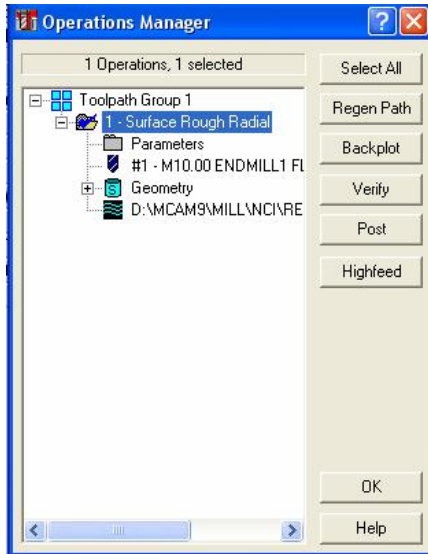 Operations Manager
1 Operations, 1 selected
Select All
Toolpath Group 1
Regen Path
1 - Surface Rough Radial
Parameters
Backplot
#1 - M10.00 ENDMILL1 FL
Geometry
Verify
D:\MCAM9\MILL\NCI\RE
Post
Highfeed
OK
Help